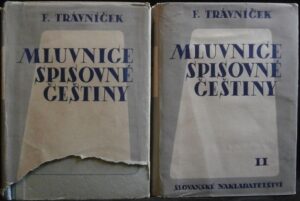 F. TRÁVNÍČEK
MLUVNICE
SPISOVNÉ
ČEŠTINY
F. TRÁVNÍČEK
MLUVNICE
SPISOVNÉ
ČEŠTINY
II
SLOVANSKÉ NAKLADATELSTVÍ